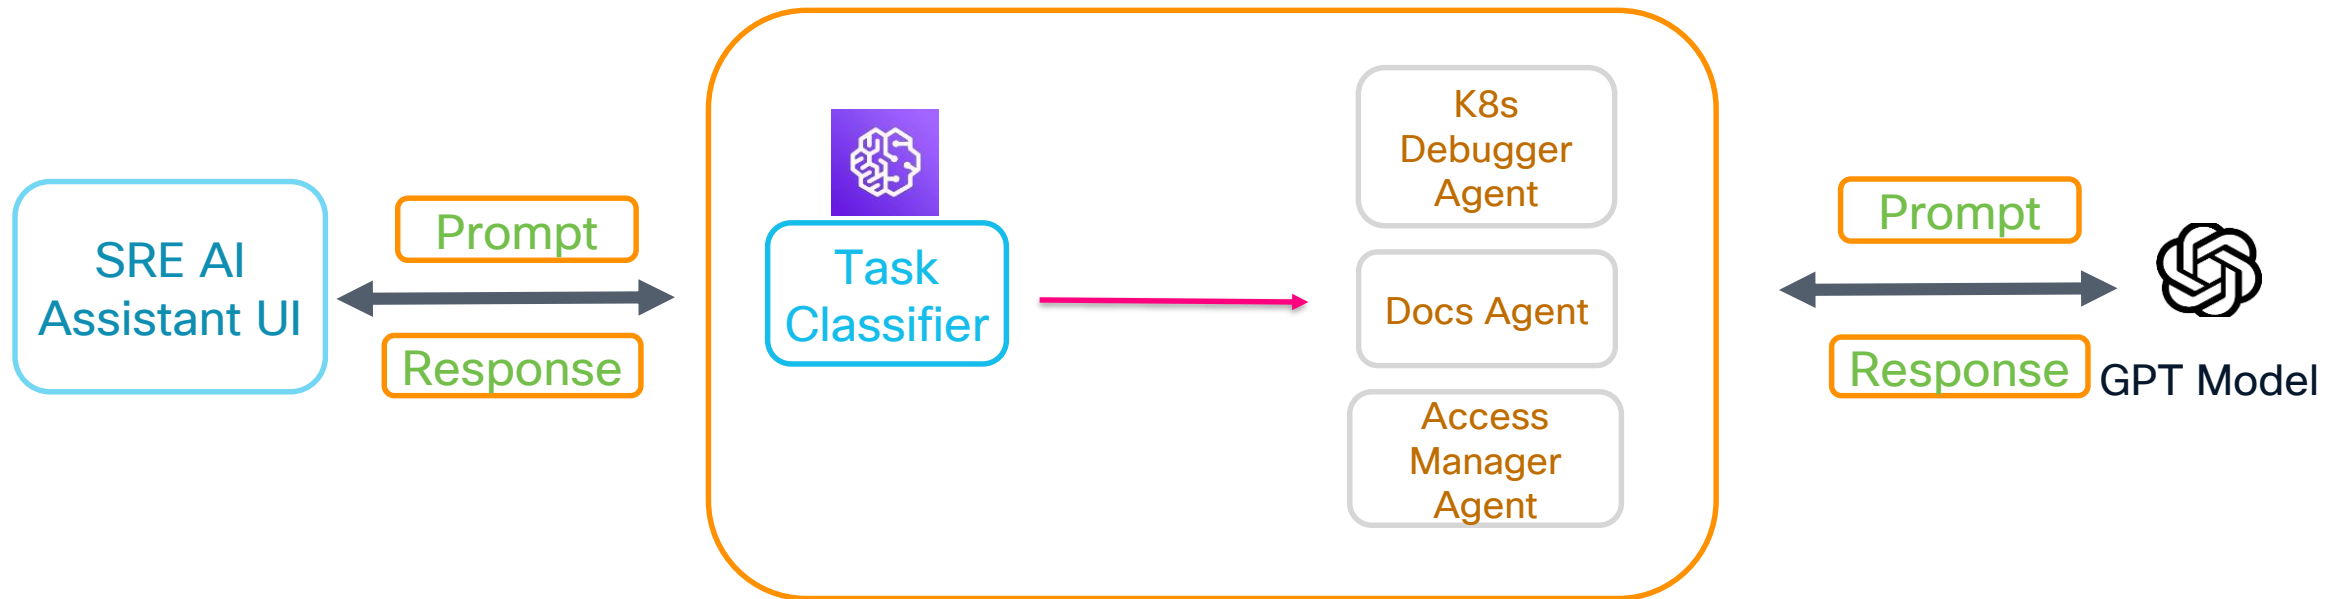 SRE AI
Assistant UI
Prompt
Response
Task
Classifier
K8s
Debugger
Agent
Docs Agent
Access
Manager
Agent
Prompt
Response
GPT Model